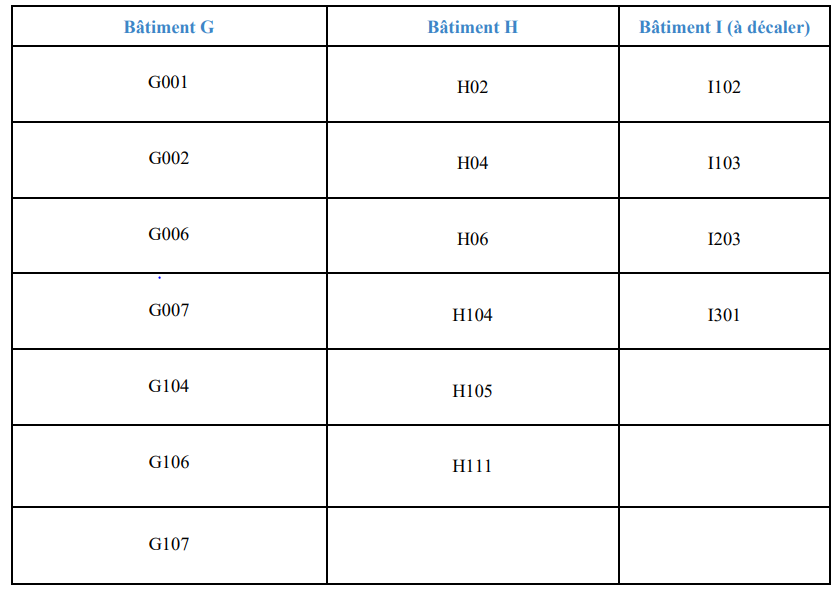 Bâtiment G Bâtiment H Bâtiment I (à décaler)
G001 H02 I102
G002 H04 I103
G006 H06 I203
G007 H104 I301
G104 H105
G106 H111
G107